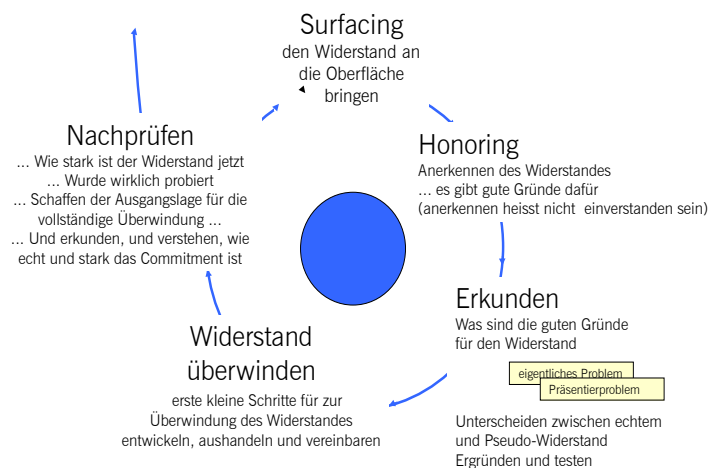 Surfacing
den Widerstand an
die Oberfläche
bringen
Honoring
Anerkennen des Widerstandes
... es gibt gute Gründe dafür
(anerkennen heisst nicht einverstanden sein)
Erkunden
Was sind die guten Gründe
für den Widerstand
eigentliches Problem
Präsentierproblem
Unterscheiden zwischen echtem
und Pseudo-Widerstand
Ergründen und testen
Widerstand
überwinden
erste kleine Schritte für zur
Überwindung des Widerstandes
entwickeln, aushandeln und vereinbaren
Nachprüfen
... Wie stark ist der Widerstand jetzt
... Wurde wirklich probiert
... Schaffen der Ausgangslage für die
vollständige Überwindung ...
... Und erkunden, und verstehen, wie
echt und stark das Commitment ist